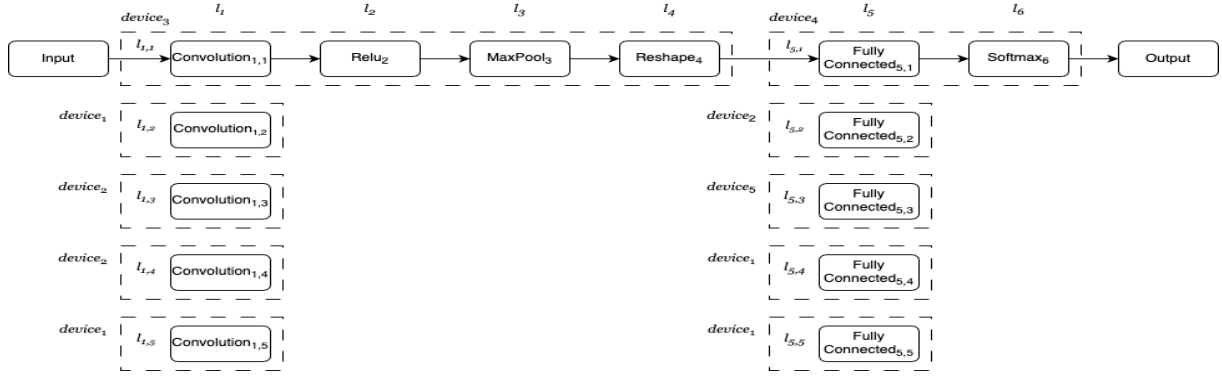 device₃ l₁ l₂ l₃ l₄ device₄ l₅ l₆
Input l₁,₁ Convolution₁,₁ Relu₂ MaxPool₃ Reshape₄ l₅,₁ Fully Connected₅,₁ Softmax₆ Output
device₁ l₁,₂ Convolution₁,₂ device₂ l₅,₂ Fully Connected₅,₂
device₂ l₁,₃ Convolution₁,₃ device₅ l₅,₃ Fully Connected₅,₃
device₂ l₁,₄ Convolution₁,₄ device₁ l₅,₄ Fully Connected₅,₄
device₁ l₁,₅ Convolution₁,₅ device₁ l₅,₅ Fully Connected₅,₅